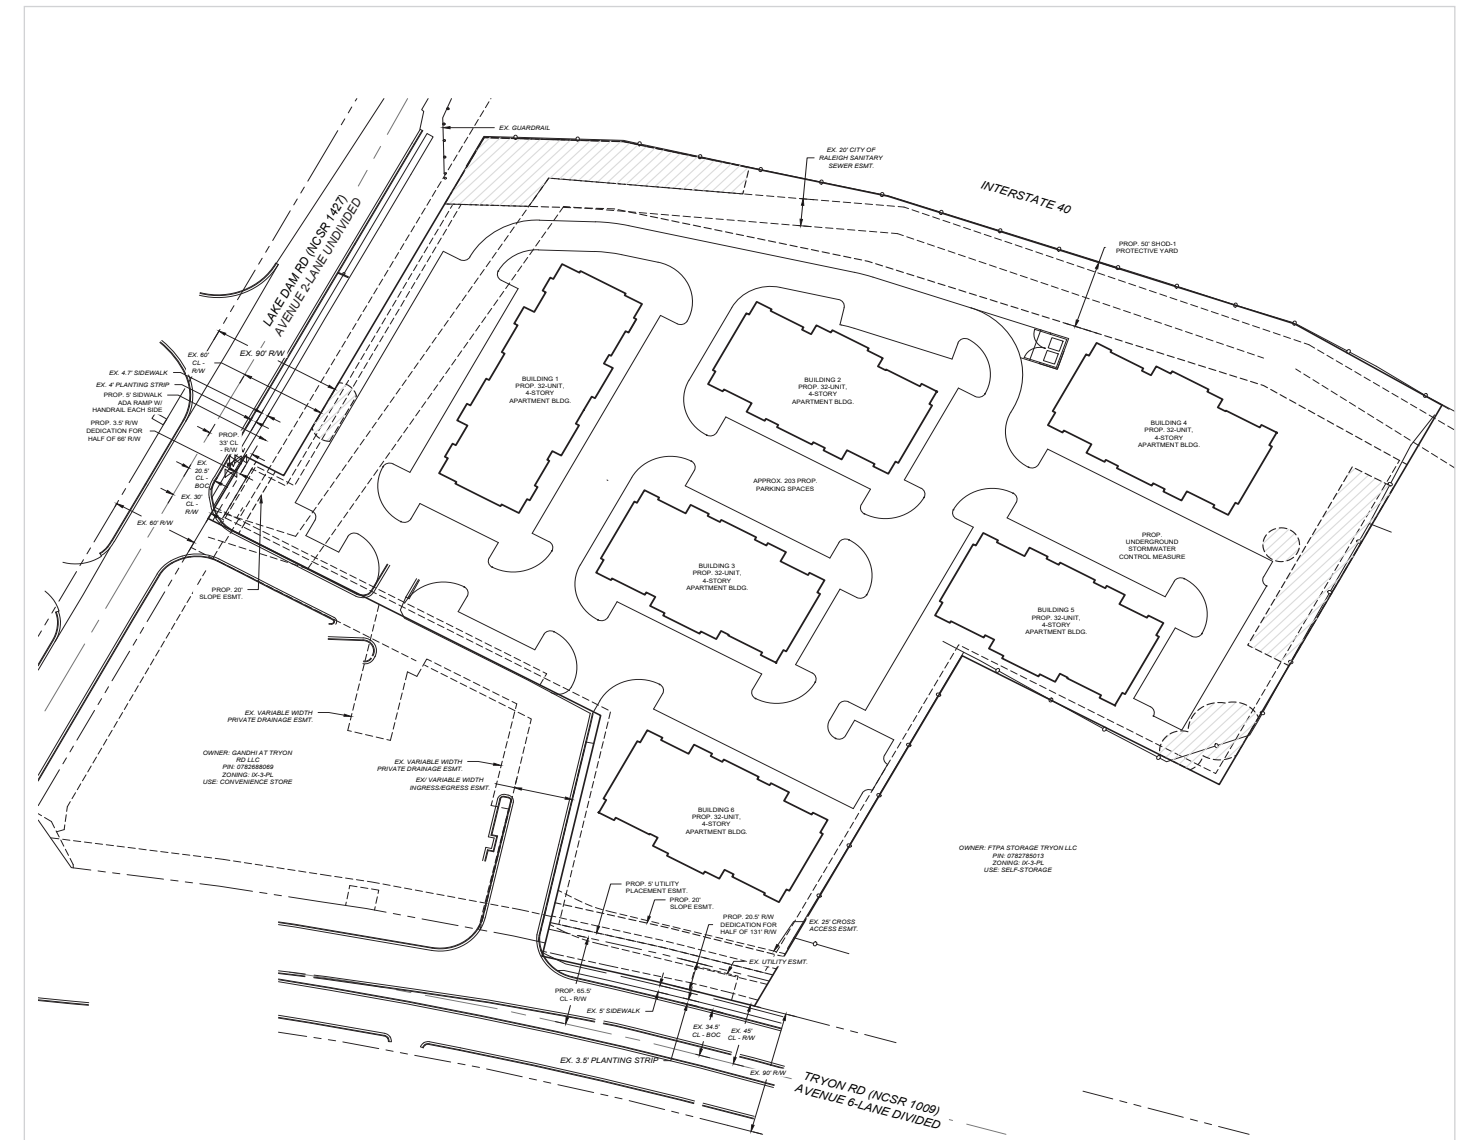 EX. GUARDRAIL
EX. 20' CITY OF
RALEIGH SANITARY
SEWER ESMT.
INTERSTATE 40
PROP. 50' SHOD-1
PROTECTIVE YARD
LAKE DAM RD (NCSR 1427)
AVENUE 2-LANE UNDIVIDED
EX. 90' R/W
EX. 60'
CL -
R/W
EX. 4.7' SIDEWALK
EX. 4' PLANTING STRIP
PROP. 5' SIDWALK
ADA RAMP W/
HANDRAIL EACH SIDE
PROP. 3.5' R/W
DEDICATION FOR
HALF OF 66' R/W
PROP.
33' CL
- R/W
EX.
20.5'
CL -
BOC
EX. 30'
CL -
R/W
EX. 60' R/W
PROP. 20'
SLOPE ESMT.
BUILDING 1
PROP. 32-UNIT,
4-STORY
APARTMENT BLDG.
BUILDING 2
PROP. 32-UNIT,
4-STORY
APARTMENT BLDG.
BUILDING 4
PROP. 32-UNIT,
4-STORY
APARTMENT BLDG.
APPROX. 203 PROP.
PARKING SPACES
PROP.
UNDERGROUND
STORMWATER
CONTROL MEASURE
BUILDING 3
PROP. 32-UNIT,
4-STORY
APARTMENT BLDG.
BUILDING 5
PROP. 32-UNIT,
4-STORY
APARTMENT BLDG.
EX. VARIABLE WIDTH
PRIVATE DRAINAGE ESMT.
OWNER: GANDHI AT TRYON
RD LLC
PIN: 0782688069
ZONING: IX-3-PL
USE: CONVENIENCE STORE
EX. VARIABLE WIDTH
PRIVATE DRAINAGE ESMT.
EX/ VARIABLE WIDTH
INGRESS/EGRESS ESMT.
BUILDING 6
PROP. 32-UNIT,
4-STORY
APARTMENT BLDG.
OWNER: FTPA STORAGE TRYON LLC
PIN: 0782785013
ZONING: IX-3-PL
USE: SELF-STORAGE
PROP. 5' UTILITY
PLACEMENT ESMT.
PROP. 20'
SLOPE ESMT.
PROP. 20.5' R/W
DEDICATION FOR
HALF OF 131' R/W
EX. 25' CROSS
ACCESS ESMT.
EX. UTILITY ESMT.
PROP. 65.5'
CL - R/W
EX. 5' SIDEWALK
EX. 34.5'
CL - BOC
EX. 45'
CL - R/W
EX. 3.5' PLANTING STRIP
EX. 90' R/W
TRYON RD (NCSR 1009)
AVENUE 6-LANE DIVIDED